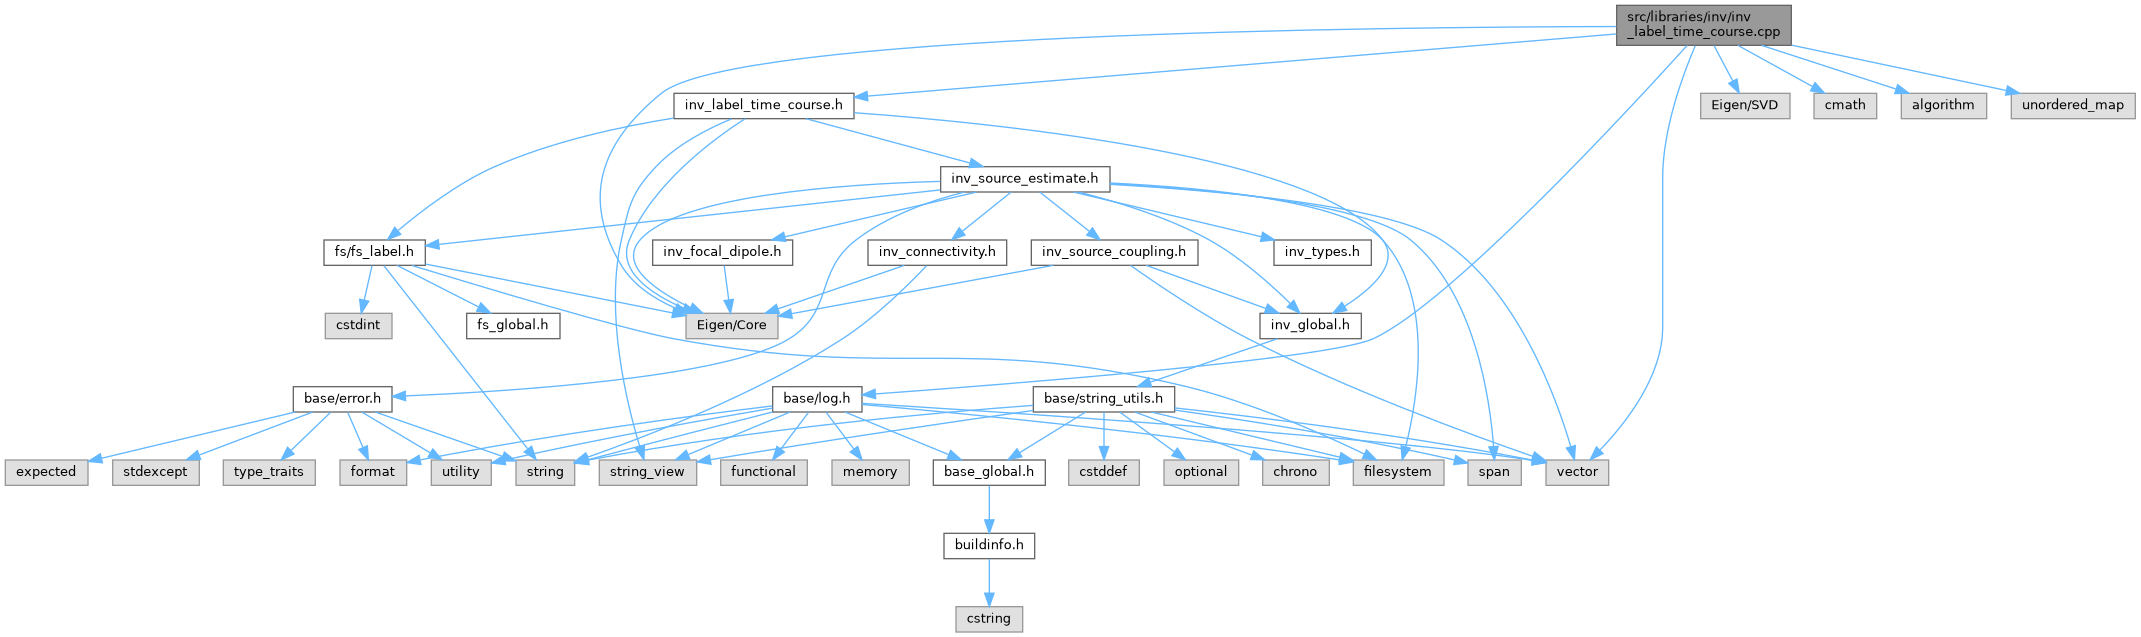 src/libraries/inv/inv
_label_time_course.cpp
inv_label_time_course.h
Eigen/SVD
cmath
algorithm
unordered_map
inv_source_estimate.h
fs/fs_label.h
inv_focal_dipole.h
inv_connectivity.h
inv_source_coupling.h
inv_types.h
cstdint
fs_global.h
Eigen/Core
inv_global.h
base/error.h
base/log.h
base/string_utils.h
expected
stdexcept
type_traits
format
utility
string
string_view
functional
memory
base_global.h
cstddef
optional
chrono
filesystem
span
vector
buildinfo.h
cstring